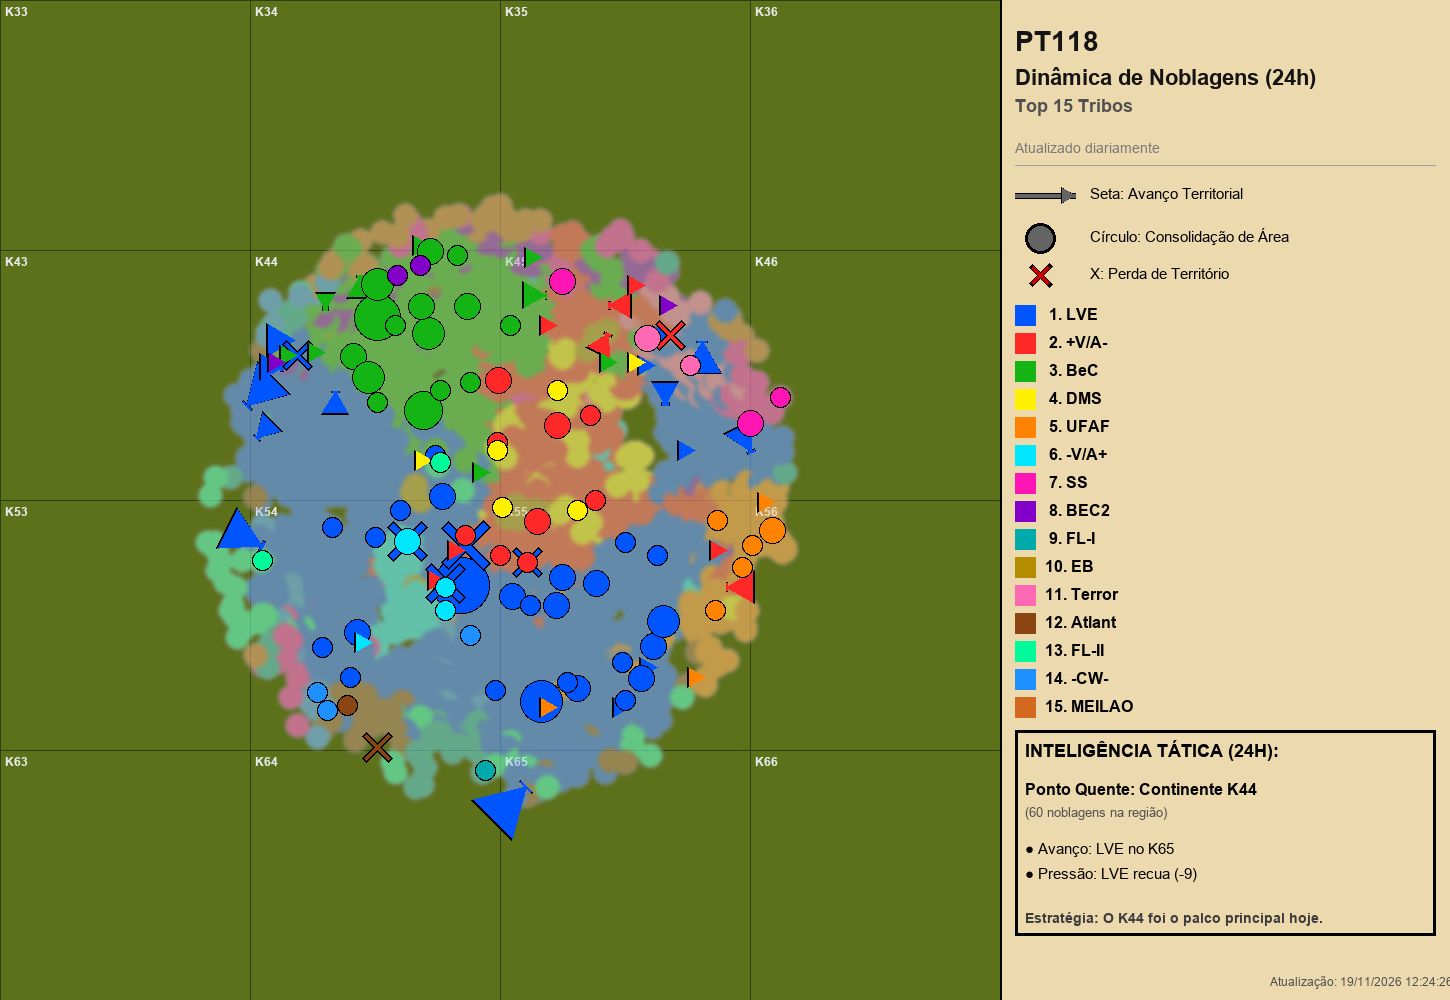 K33
K34
K35
K36
K43
K44
K45
K46
K53
K54
K55
K56
K63
K64
K65
K66
PT118
Dinâmica de Noblagens (24h)
Top 15 Tribos
Atualizado diariamente
Seta: Avanço Territorial
Círculo: Consolidação de Área
X: Perda de Território
1. LVE
2. +V/A-
3. BeC
4. DMS
5. UFAF
6. -V/A+
7. SS
8. BEC2
9. FL-I
10. EB
11. Terror
12. Atlant
13. FL-II
14. -CW-
15. MEILAO
INTELIGÊNCIA TÁTICA (24H):
Ponto Quente: Continente K44
(60 noblagens na região)
● Avanço: LVE no K65
● Pressão: LVE recua (-9)
Estratégia: O K44 foi o palco principal hoje.
Atualização: 19/11/2026 12:24:26